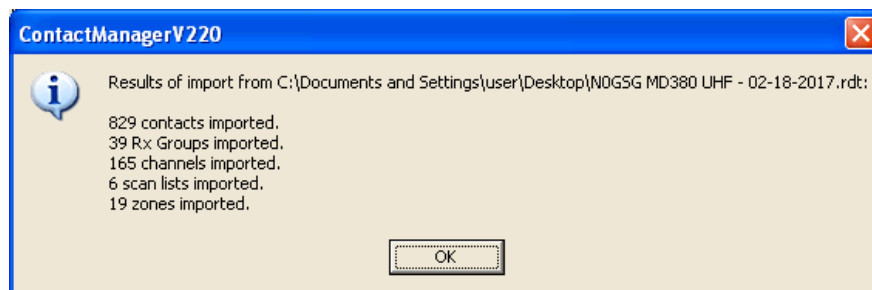 ContactManagerV220
Results of import from C:\Documents and Settings\user\Desktop\N0GSG MD380 UHF - 02-18-2017.rdt:
829 contacts imported.
39 Rx Groups imported.
165 channels imported.
6 scan lists imported.
19 zones imported.
OK